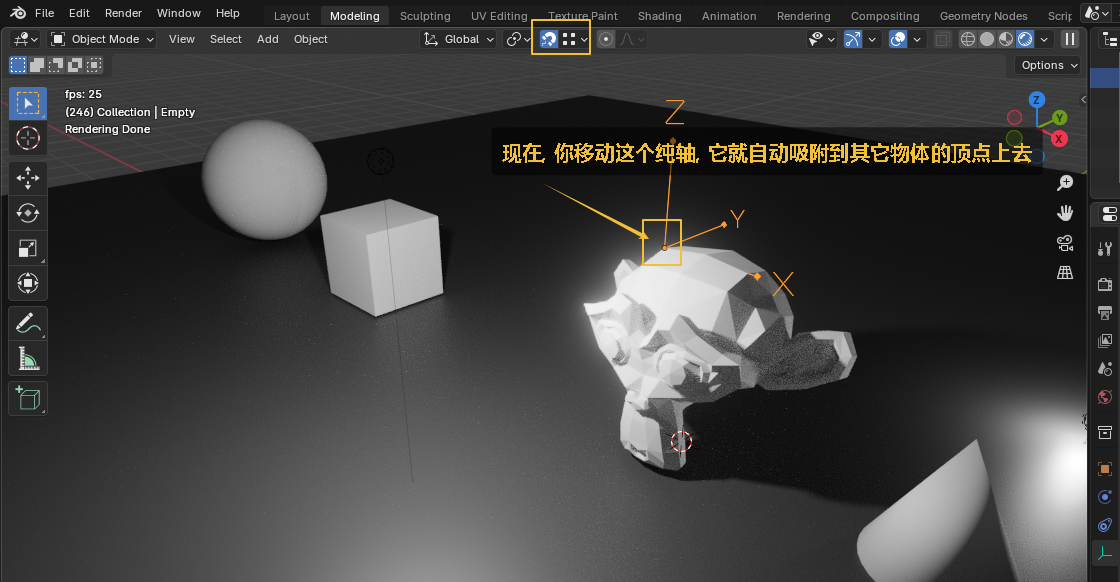 File Edit Render Window Help Layout Modeling Sculpting UV Editing Texture Paint Shading Animation Rendering Compositing Geometry Nodes Scrip
Object Mode View Select Add Object Global
Options
fps: 25
(246) Collection | Empty
Rendering Done
Z
Z
Y
X
现在, 你移动这个纯轴, 它就自动吸附到其它物体的顶点上去
Y
X